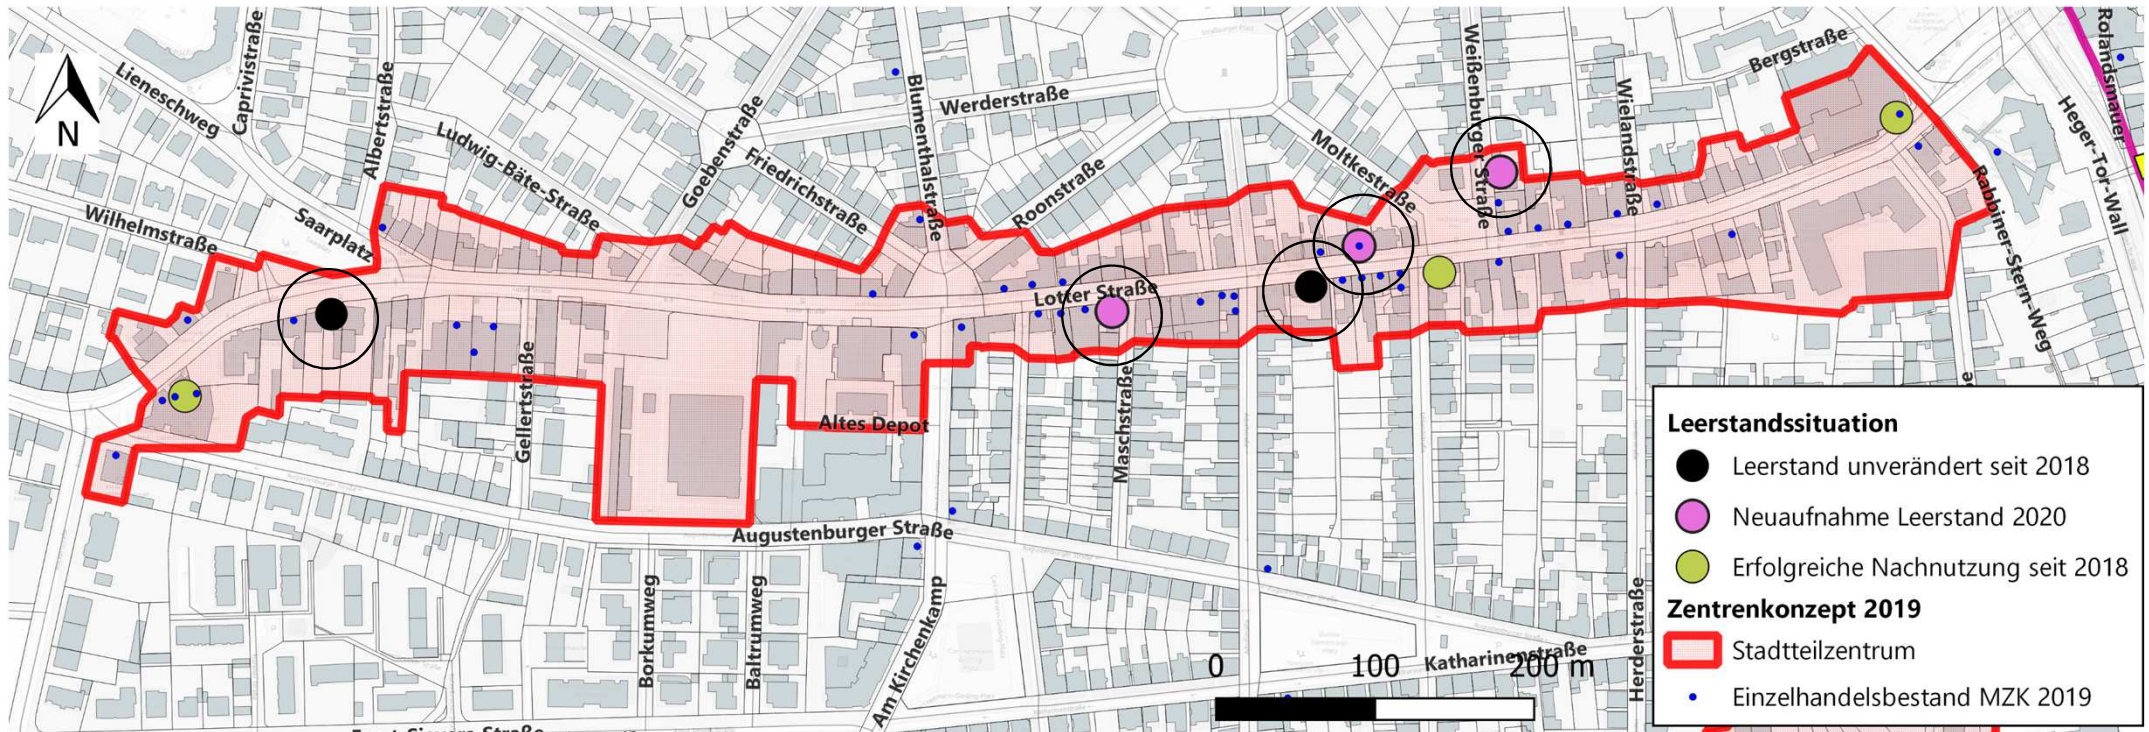 Lieneschweg
Caprivistraße
Albertstraße
Ludwig-Bäte-Straße
Goebenstraße
Friedrichstraße
Blumenthalstraße
Werderstraße
Roonstraße
Moltkestraße
Weißenburger Straße
Wielandstraße
Bergstraße
Rolandsmauer
Heger-Tor-Wall
Rabbiner-Stern-Weg
N
Wilhelmstraße
Saarplatz
Lotter Straße
Gellertstraße
Altes Depot
Maschstraße
Augustenburger Straße
Borkumweg
Baltrumweg
Am Kirchenkamp
Katharinenstraße
Herderstraße
0 100 200 m
Leerstandssituation
Leerstand unverändert seit 2018
Neuaufnahme Leerstand 2020
Erfolgreiche Nachnutzung seit 2018
Zentrenkonzept 2019
Stadtteilzentrum
Einzelhandelsbestand MZK 2019